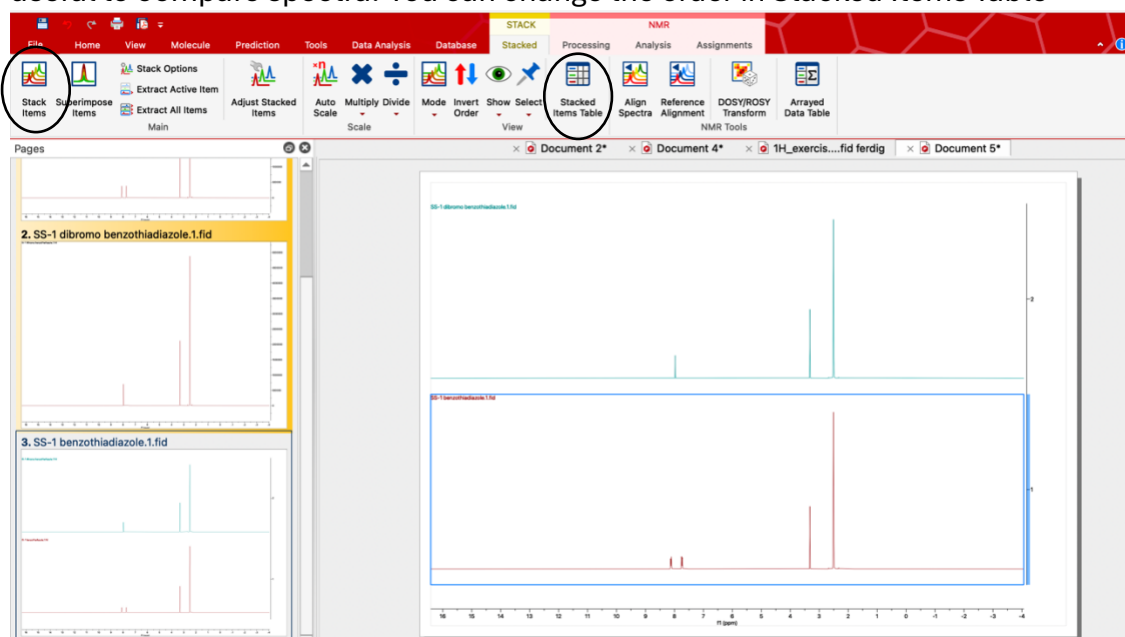 useful to compare spectra. You can change the order in Stacked Items Table
STACK NMR
File Home View Molecule Prediction Tools Data Analysis Database Stacked Processing Analysis Assignments
Stack Items
Superimpose Items
Stack Options
Extract Active Item
Extract All Items
Adjust Stacked Items
Auto Scale
Multiply Divide
Mode
Invert Order
Show Select
Stacked Items Table
Align Spectra
Reference Alignment
DOSY/ROSY Transform
Arrayed Data Table
Main Scale View NMR Tools
Pages
Document 2* Document 4* 1H_exercis....fid ferdig Document 5*
2. SS-1 dibromo benzothiadiazole.1.fid
3. SS-1 benzothiadiazole.1.fid
SS-1 dibromo benzothiadiazole.1.fid
2
SS-1 benzothiadiazole.1.fid
1
16 15 14 13 12 11 10 9 8 7 6 5 4 3 2 1 0 -1 -2 -3 -4
f1 (ppm)